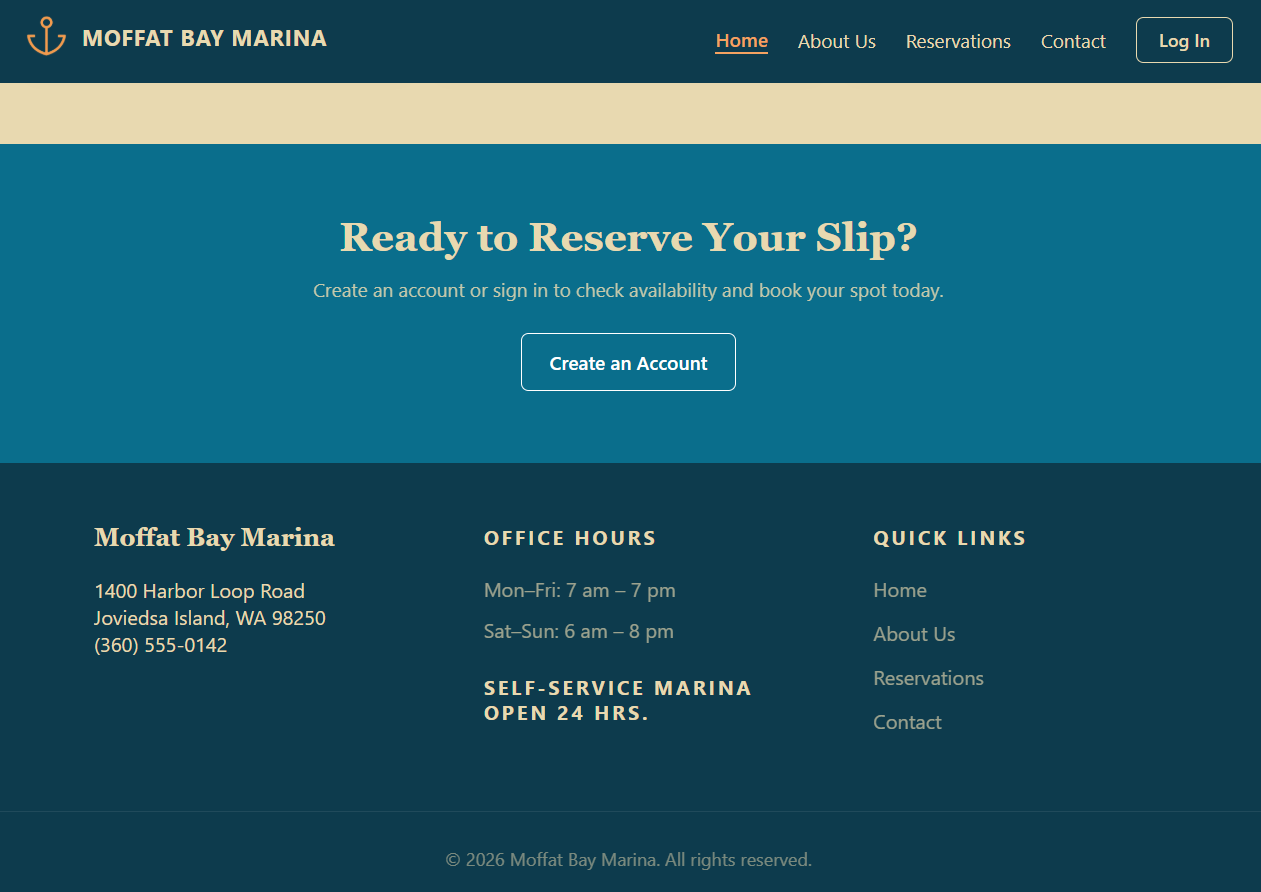 MOFFAT BAY MARINA
Home
About Us
Reservations
Contact
Log In
Ready to Reserve Your Slip?
Create an account or sign in to check availability and book your spot today.
Create an Account
Moffat Bay Marina
1400 Harbor Loop Road
Joviedsa Island, WA 98250
(360) 555-0142
OFFICE HOURS
Mon–Fri: 7 am – 7 pm
Sat–Sun: 6 am – 8 pm
SELF-SERVICE MARINA
OPEN 24 HRS.
QUICK LINKS
Home
About Us
Reservations
Contact
© 2026 Moffat Bay Marina. All rights reserved.